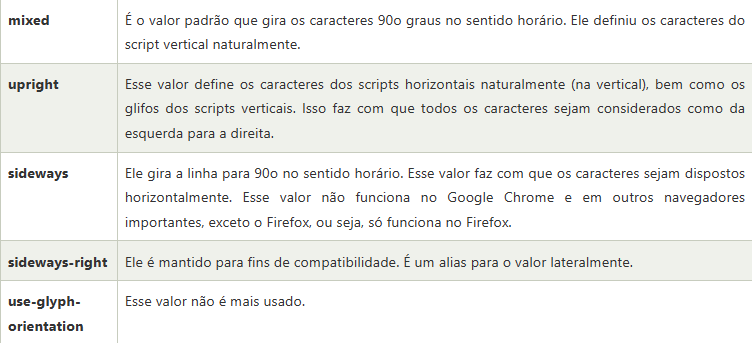 mixed
É o valor padrão que gira os caracteres 90o graus no sentido horário. Ele definiu os caracteres do
script vertical naturalmente.
upright
Esse valor define os caracteres dos scripts horizontais naturalmente (na vertical), bem como os
glifos dos scripts verticais. Isso faz com que todos os caracteres sejam considerados como da
esquerda para a direita.
sideways
Ele gira a linha para 90o no sentido horário. Esse valor faz com que os caracteres sejam dispostos
horizontalmente. Esse valor não funciona no Google Chrome e em outros navegadores
importantes, exceto o Firefox, ou seja, só funciona no Firefox.
sideways-right
Ele é mantido para fins de compatibilidade. É um alias para o valor lateralmente.
use-glyph-
orientation
Esse valor não é mais usado.